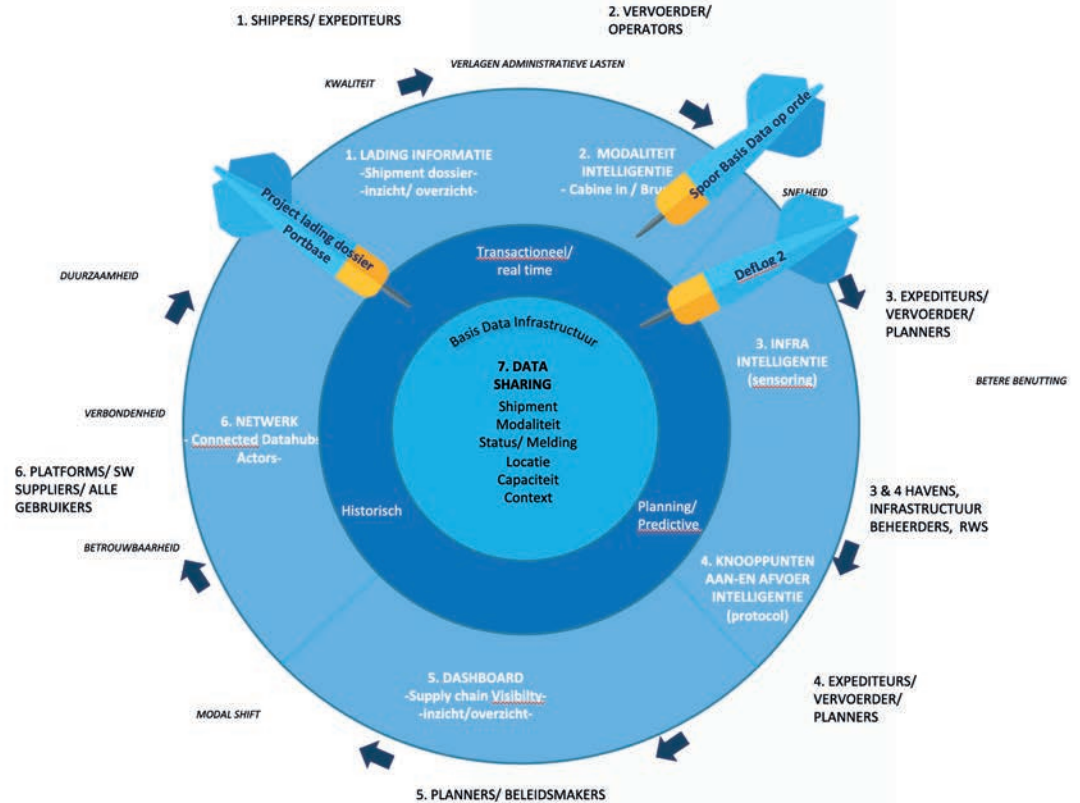 1. SHIPPERS/ EXPEDITEURS
2. VERVOERDER/
OPERATORS
VERLAGEN ADMINISTRATIEVE LASTEN
KWALITEIT
1. LADING INFORMATIE
-Shipment dossier-
-inzicht/ overzicht-
2. MODALITEIT
INTELLIGENTIE
- Cabine in /
Spoor Basis Data op orde
SNELHEID
Project lading dossier
Portbase
DefLog 2
Transactioneel/
real time
DUURZAAMHEID
3. EXPEDITEURS/
VERVOERDER/
PLANNERS
Basis Data Infrastructuur
3. INFRA
INTELLIGENTIE
(sensoring)
BETERE BENUTTING
7. DATA
SHARING
Shipment
Modaliteit
Status/ Melding
Locatie
Capaciteit
Context
VERBONDENHEID
6. NETWERK
- Connected Datahubs
Actors-
6. PLATFORMS/ SW
SUPPLIERS/ ALLE
GEBRUIKERS
Historisch
Planning/
Predictive
3 & 4 HAVENS,
INFRASTRUCTUUR
BEHEERDERS, RWS
BETROUWBAARHEID
4. KNOOPPUNTEN
AAN-EN AFVOER
INTELLIGENTIE
(protocol)
5. DASHBOARD
-Supply chain Visibilty-
-inzicht/overzicht-
4. EXPEDITEURS/
VERVOERDER/
PLANNERS
MODAL SHIFT
5. PLANNERS/ BELEIDSMAKERS